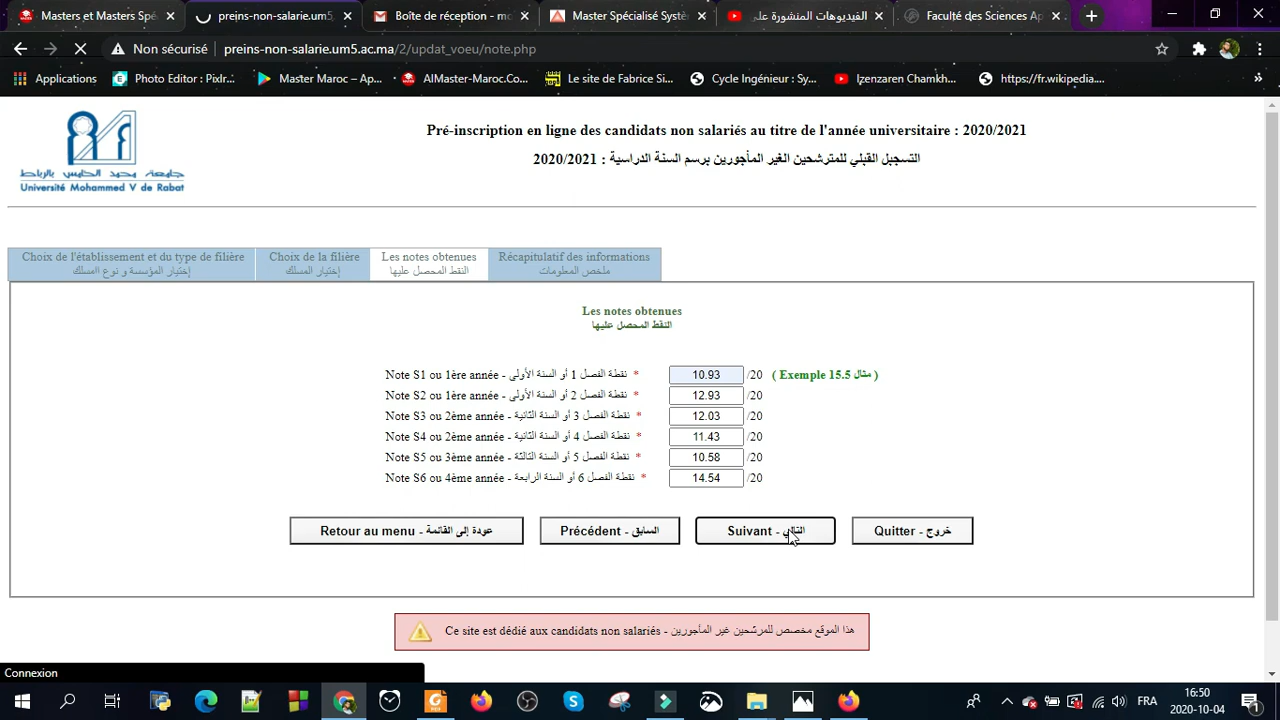 Masters et Masters Spé
preins-non-salarie.um5.ac.ma
Boîte de réception - mo
Master Spécialisé Systè
الفيديوهات المنشورة على
Faculté des Sciences Ap
Non sécurisé
preins-non-salarie.um5.ac.ma/2/updat_voeu/note.php
Applications
Photo Editor : Pixlr:...
Master Maroc – Ap...
AlMaster-Maroc.Co...
Le site de Fabrice Si...
Cycle Ingénieur : Sy...
Izenzaren Chamkh...
https://fr.wikipedia....
»
جامعة محمد الخامس بالرباط
Université Mohammed V de Rabat
Pré-inscription en ligne des candidats non salariés au titre de l'année universitaire : 2020/2021
التسجيل القبلي للمترشحين الغير المأجورين برسم السنة الدراسية : 2020/2021
Choix de l'établissement et du type de filière
إختيار المؤسسة و نوع المسلك
Choix de la filière
إختيار المسلك
Les notes obtenues
النقط المحصل عليها
Récapitulatif des informations
ملخص المعلومات
Les notes obtenues
النقط المحصل عليها
Note S1 ou 1ère année - نقطة الفصل 1 أو السنة الأولى * 10.93 /20 ( Exemple 15.5 مثال )
Note S2 ou 1ère année - نقطة الفصل 2 أو السنة الأولى * 12.93 /20
Note S3 ou 2ème année - نقطة الفصل 3 أو السنة الثانية * 12.03 /20
Note S4 ou 2ème année - نقطة الفصل 4 أو السنة الثانية * 11.43 /20
Note S5 ou 3ème année - نقطة الفصل 5 أو السنة الثالثة * 10.58 /20
Note S6 ou 4ème année - نقطة الفصل 6 أو السنة الرابعة * 14.54 /20
Retour au menu - عودة إلى القائمة
Précédent - السابق
Suivant - التالي
Quitter - خروج
Ce site est dédié aux candidats non salariés - هذا الموقع مخصص للمرشحين غير المأجورين
Connexion
FRA
16:50
2020-10-04